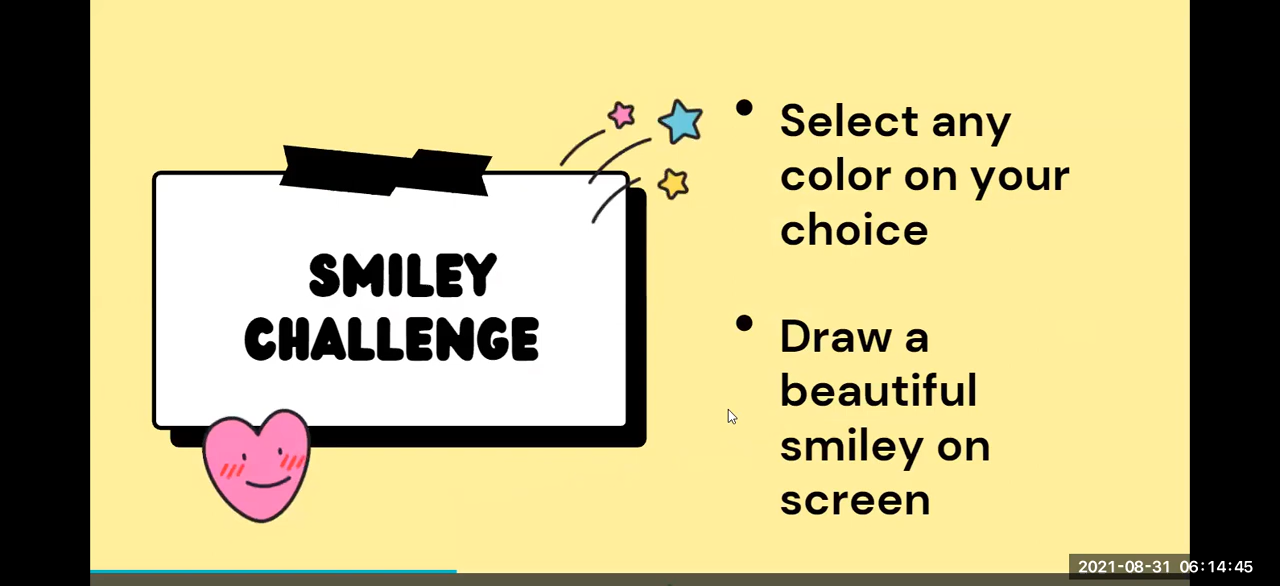 SMILEY
CHALLENGE
• Select any
color on your
choice
• Draw a
beautiful
smiley on
screen
2021-08-31 06:14:45